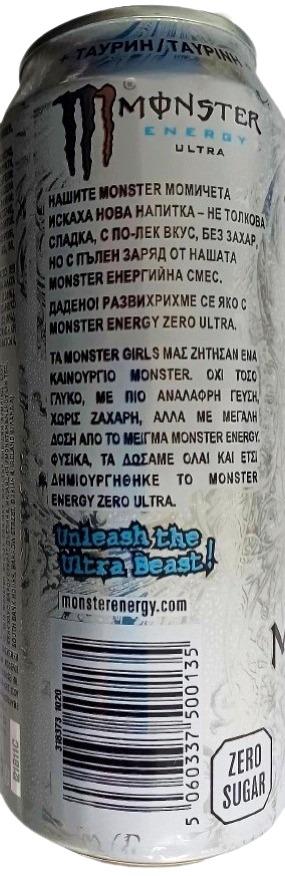 + ТАУРИН / ΤΑΥΡΙΝΗ
MONSTER
ENERGY
ULTRA
НАШИТЕ MONSTER МОМИЧЕТА
ИСКАХА НОВА НАПИТКА – НЕ ТОЛКОВА
СЛАДКА, С ПО-ЛЕК ВКУС, БЕЗ ЗАХАР,
НО С ПЪЛЕН ЗАРЯД ОТ НАШАТА
MONSTER ЕНЕРГИЙНА СМЕС.
ДАДЕНО! РАЗВИХРИХМЕ СЕ ЯКО С
MONSTER ENERGY ZERO ULTRA.
ΤΑ MONSTER GIRLS ΜΑΣ ΖΗΤΗΣΑΝ ΕΝΑ
ΚΑΙΝΟΥΡΓΙΟ MONSTER. ΟΧΙ ΤΟΣΟ
ΓΛΥΚΟ, ΜΕ ΠΙΟ ΑΝΑΛΑΦΡΗ ΓΕΥΣΗ,
ΧΩΡΙΣ ΖΑΧΑΡΗ, ΑΛΛΑ ΜΕ ΜΕΓΑΛΗ
ΔΟΣΗ ΑΠΟ ΤΟ ΜΕΙΓΜΑ MONSTER ENERGY.
ΦΥΣΙΚΑ, ΤΑ ΔΩΣΑΜΕ ΟΛΑ! ΚΑΙ ΕΤΣΙ
ΔΗΜΙΟΥΡΓΗΘΗΚΕ ΤΟ MONSTER
ENERGY ZERO ULTRA.
Unleash the
Ultra Beast!
monsterenergy.com
5 060337 500135
ZERO
SUGAR